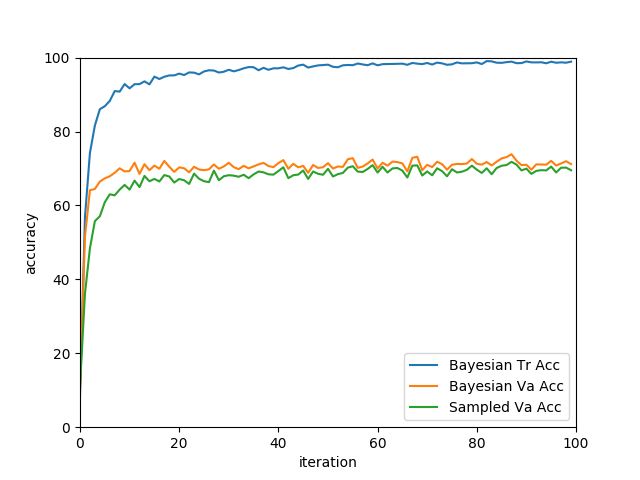 100
80
60
40
20
0
accuracy
0 20 40 60 80 100
iteration
Bayesian Tr Acc
Bayesian Va Acc
Sampled Va Acc